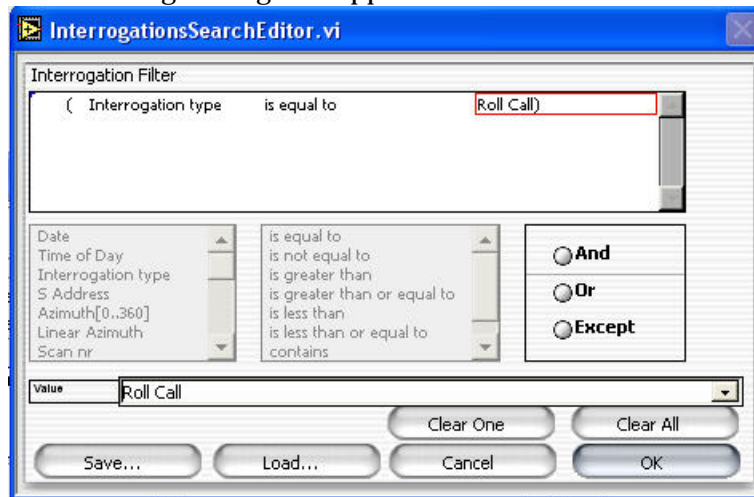 InterrogationsSearchEditor.vi
Interrogation Filter
( Interrogation type is equal to Roll Call)
Date
Time of Day
Interrogation type
S Address
Azimuth[0..360]
Linear Azimuth
Scan nr
is equal to
is not equal to
is greater than
is greater than or equal to
is less than
is less than or equal to
contains
And
Or
Except
Value Roll Call
Clear One Clear All
Save... Load... Cancel OK